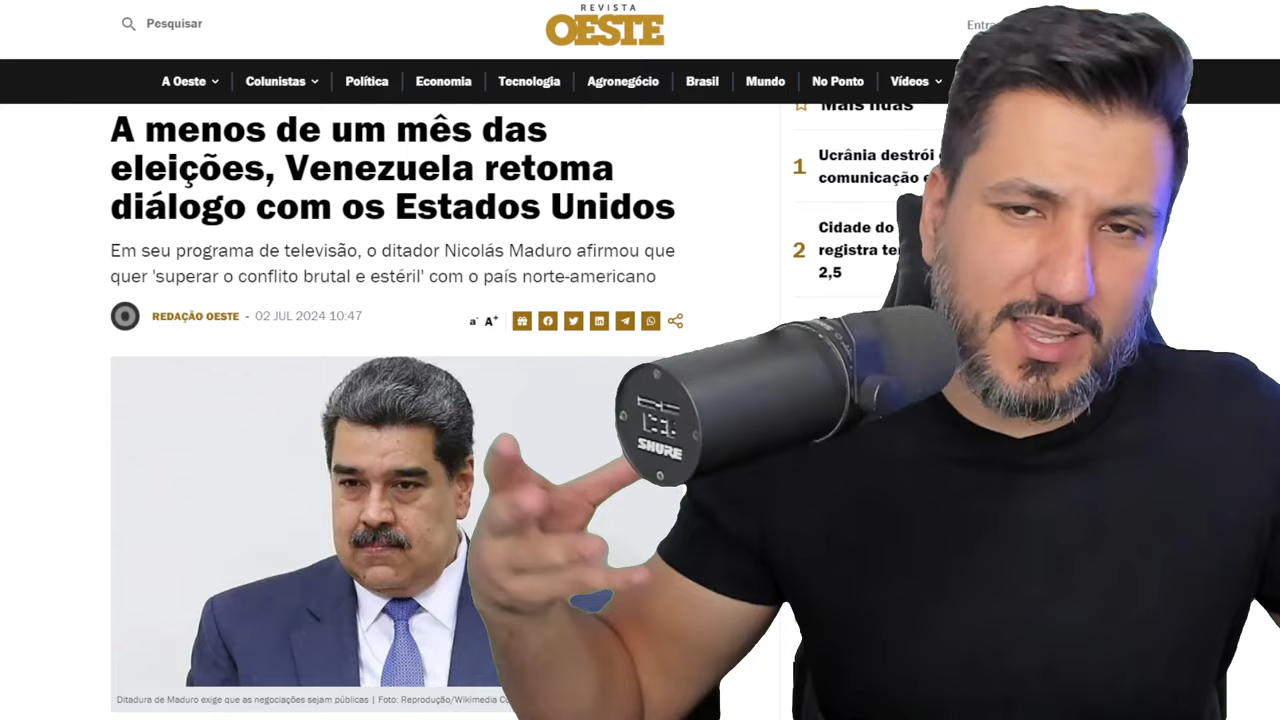 REVISTA
OESTE
Pesquisar
A Oeste
Colunistas
Política
Economia
Tecnologia
Agronegócio
Brasil
Mundo
No Ponto
Vídeos
A menos de um mês das
eleições, Venezuela retoma
diálogo com os Estados Unidos
Em seu programa de televisão, o ditador Nicolás Maduro afirmou que
quer 'superar o conflito brutal e estéril' com o país norte-americano
REDAÇÃO OESTE - 02 JUL 2024 10:47
a- A+
Mais lidas
1
Ucrânia destrói
comunicação
2
Cidade do
registra
2,5
SHURE
Ditadura de Maduro exige que as negociações sejam públicas | Foto: Reprodução/Wikimedia